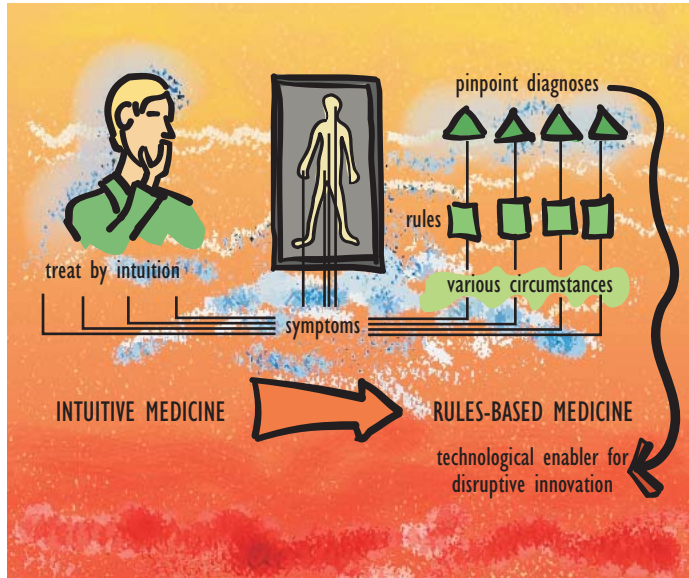 pinpoint diagnoses
rules
treat by intuition
various circumstances
symptoms
INTUITIVE MEDICINE
RULES-BASED MEDICINE
technological enabler for
disruptive innovation